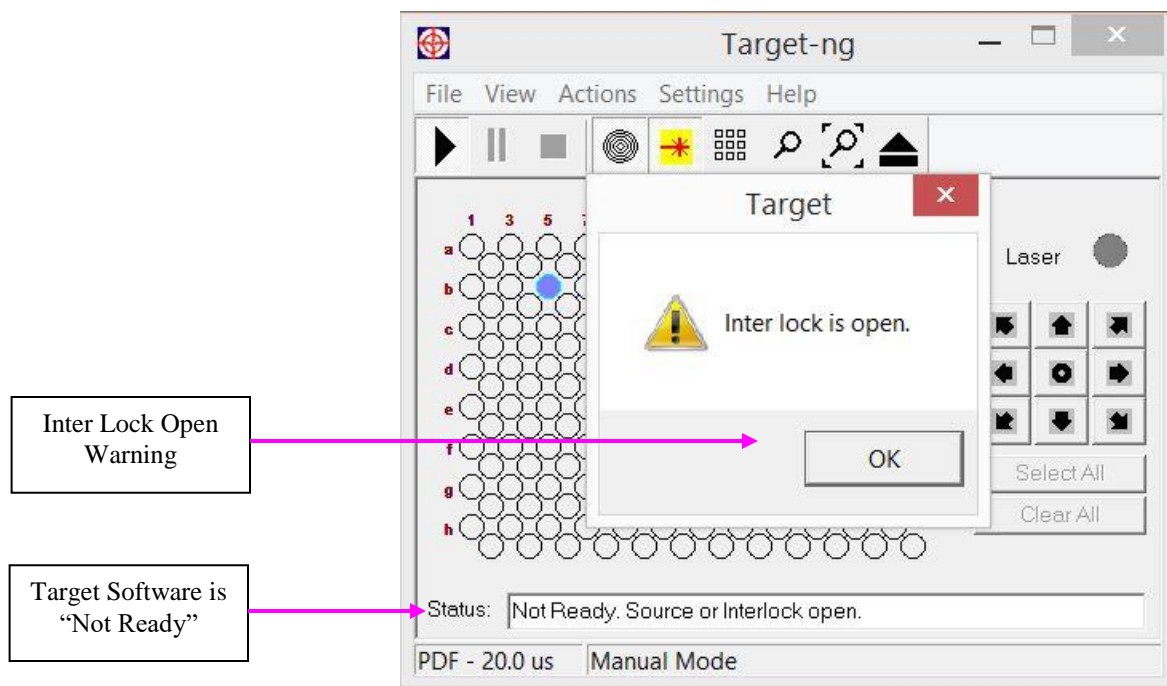 Target-ng
File View Actions Settings Help
Target
1 3 5
a
Laser
b
Inter lock is open.
c
d
e
Inter Lock Open
Warning
f
OK
Select All
g
Clear All
h
Target Software is
“Not Ready”
Status: Not Ready. Source or Interlock open.
PDF - 20.0 us Manual Mode